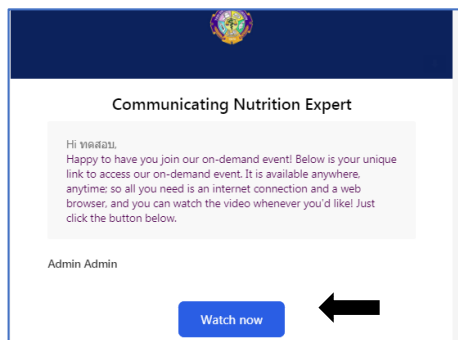 Communicating Nutrition Expert
Hi ทดสอบ,
Happy to have you join our on-demand event! Below is your unique
link to access our on-demand event. It is available anywhere,
anytime; so all you need is an internet connection and a web
browser, and you can watch the video whenever you'd like! Just
click the button below.
Admin Admin
Watch now